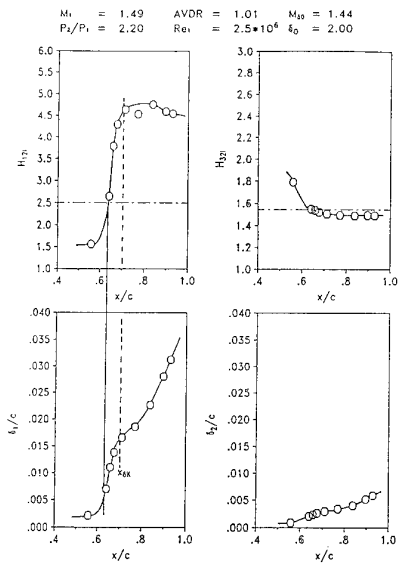 M₁ = 1.49 AVDR = 1.01 M₈₀ = 1.44
P₂/P₁ = 2.20 Re₁ = 2.5*10⁶ δ₀ = 2.00
6.0
5.5
5.0
4.5
4.0
3.5
3.0
2.5
2.0
1.5
1.0
H₁₂ᵢ
.4 .6 .8 1.0
x/c
3.0
2.8
2.6
2.4
2.2
2.0
1.8
1.6
1.4
1.2
1.0
H₃₂ᵢ
.4 .6 .8 1.0
x/c
.040
.035
.030
.025
.020
.015
.010
.005
.000
δ₁/c
x₈ₖ
.4 .6 .8 1.0
x/c
.040
.035
.030
.025
.020
.015
.010
.005
.000
δ₂/c
.4 .6 .8 1.0
x/c